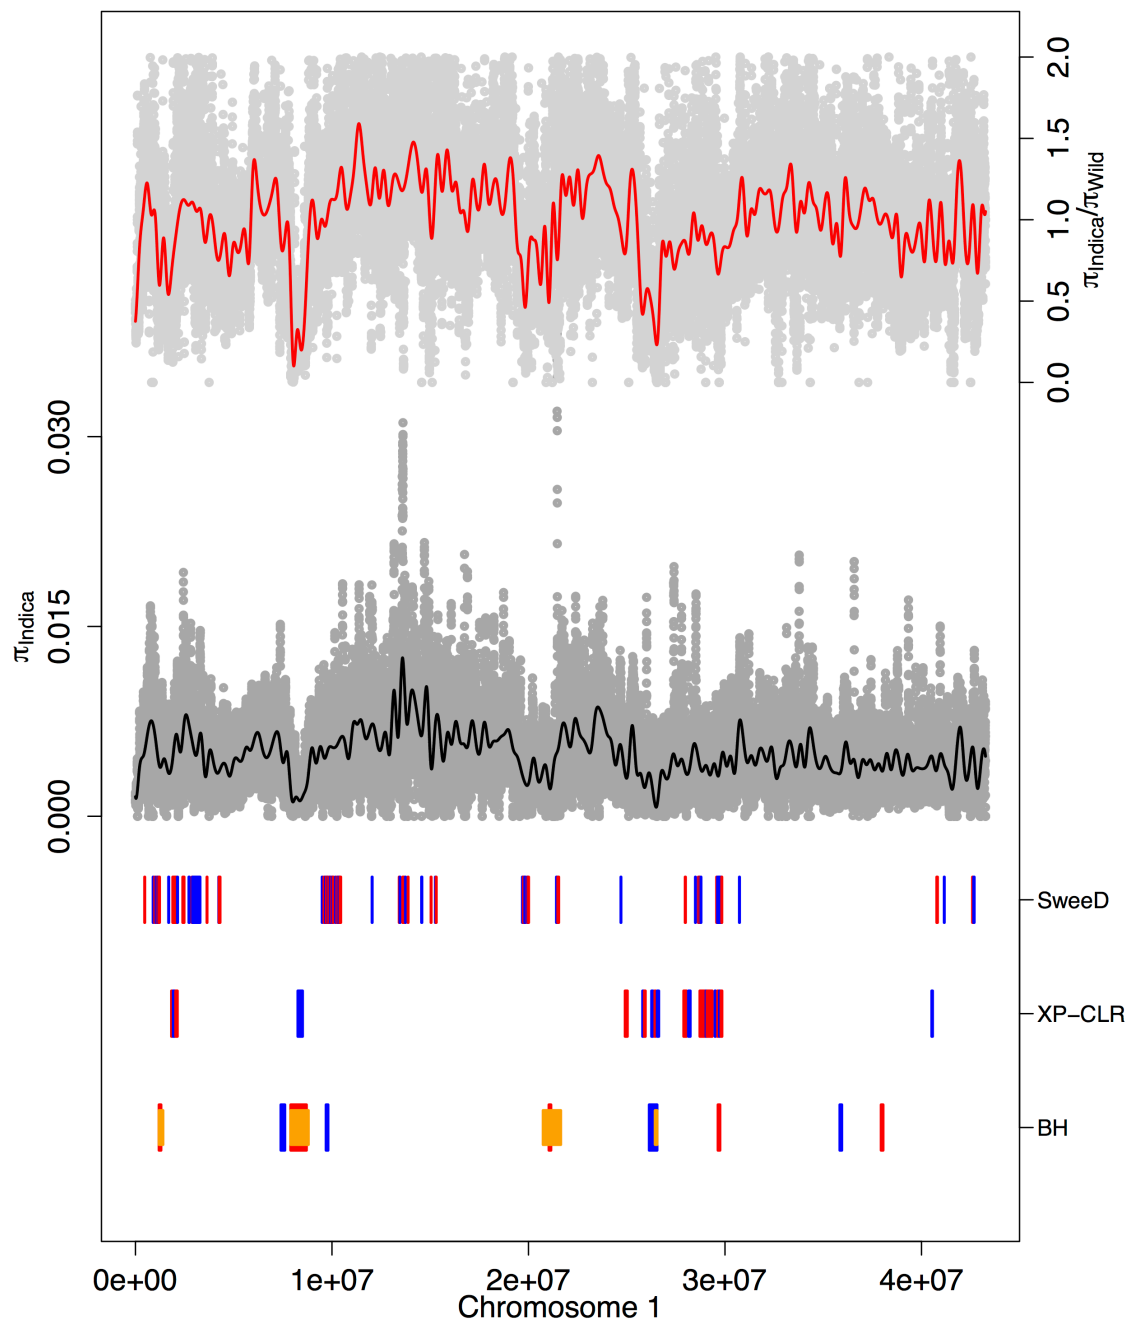 2.0
1.5
1.0
0.5
0.0
πIndica/πWild
0.030
0.015
0.000
πIndica
SweeD
XP−CLR
BH
0e+00 1e+07 2e+07 3e+07 4e+07
Chromosome 1